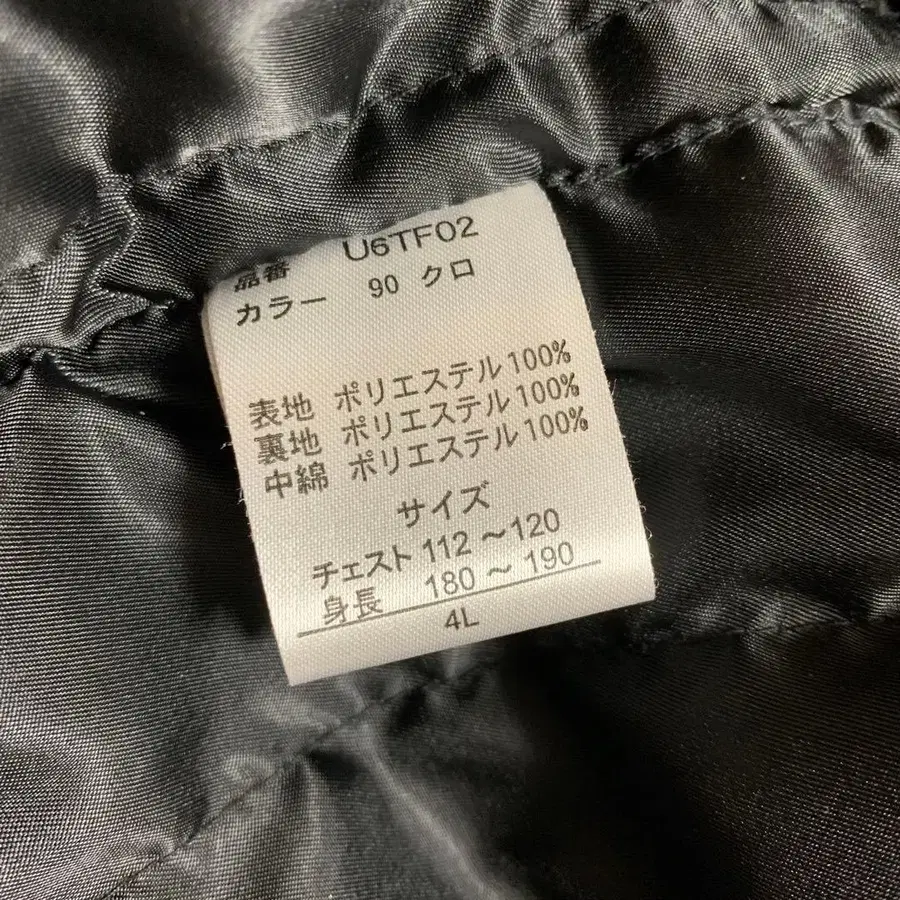 品番 U6TF02
カラー 90 クロ
表地 ポリエステル100%
裏地 ポリエステル100%
中綿 ポリエステル100%
サイズ
チェスト 112～120
身長 180～190
4L